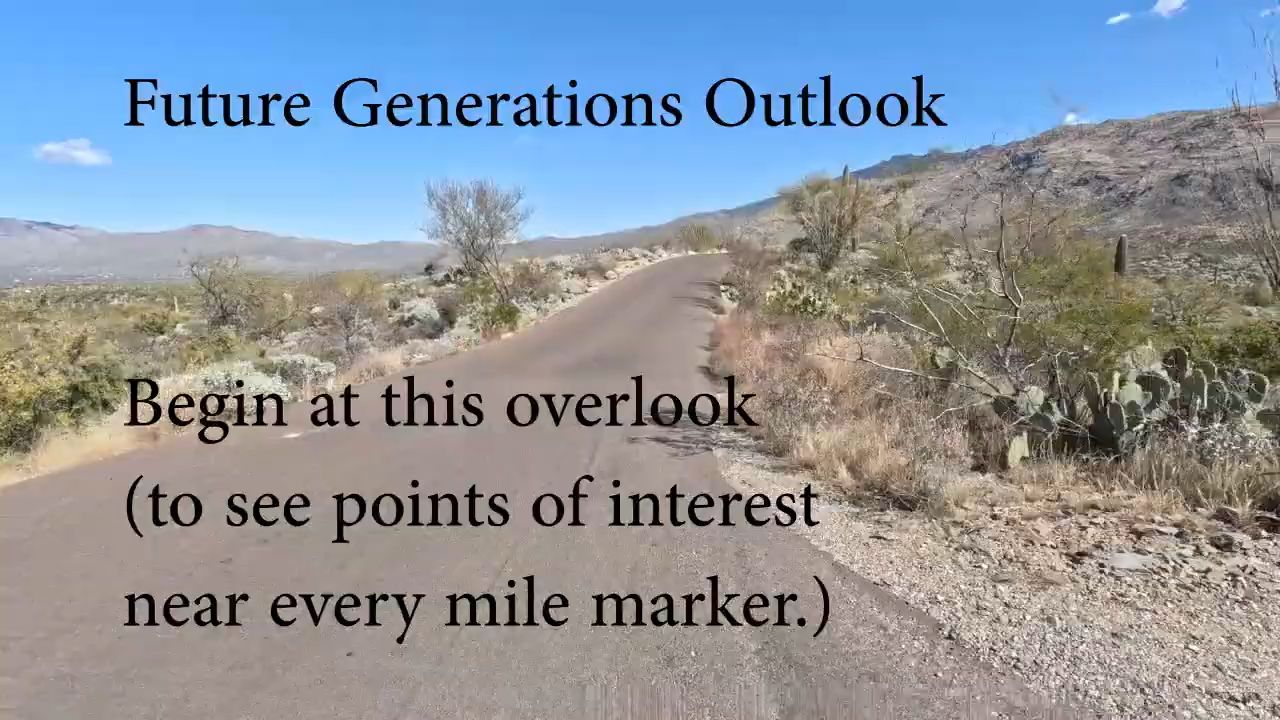 Future Generations Outlook
Begin at this overlook
(to see points of interest
near every mile marker.)